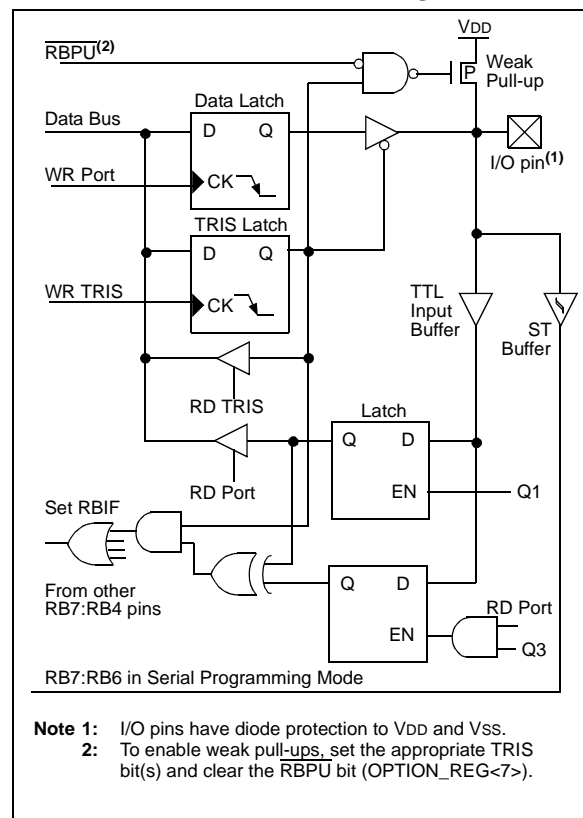 VDD
RBPU(2)
P
Weak
Pull-up
Data Latch
Data Bus
D Q
I/O pin(1)
WR Port
CK
TRIS Latch
D Q
WR TRIS
CK
TTL
Input
Buffer
ST
Buffer
RD TRIS
Latch
Q D
RD Port
EN
Q1
Set RBIF
From other
RB7:RB4 pins
Q D
RD Port
EN
Q3
RB7:RB6 in Serial Programming Mode
Note 1: I/O pins have diode protection to VDD and VSS.
2: To enable weak pull-ups, set the appropriate TRIS
bit(s) and clear the RBPU bit (OPTION_REG<7>).